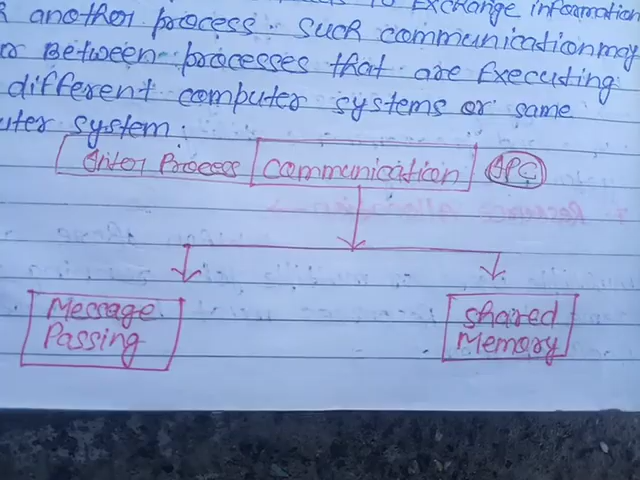 to Exchange information
another process. Such communication may
Between processes that are Executing
different computer systems or same
system.
Inter Process Communication IPC
Message Passing
Shared Memory